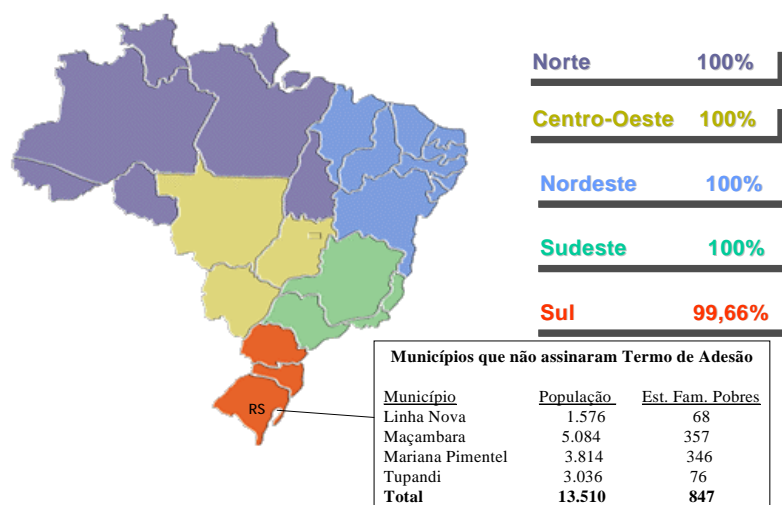 Norte 100%
Centro-Oeste 100%
Nordeste 100%
Sudeste 100%
Sul 99,66%
RS
Municípios que não assinaram Termo de Adesão
Município População Est. Fam. Pobres
Linha Nova 1.576 68
Maçambara 5.084 357
Mariana Pimentel 3.814 346
Tupandi 3.036 76
Total 13.510 847